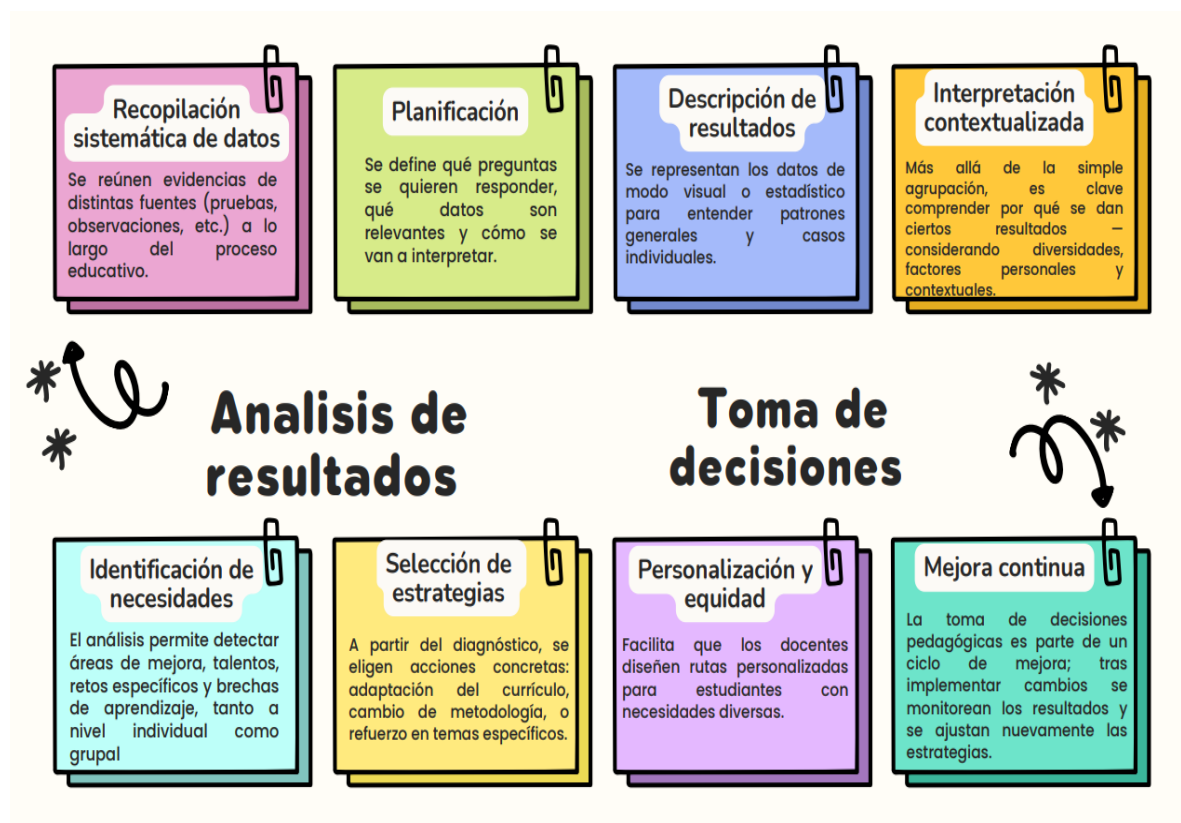 Recopilación
sistemática de datos
Se reúnen evidencias de
distintas fuentes (pruebas,
observaciones, etc.) a lo
largo del proceso
educativo.
Planificación
Se define qué preguntas
se quieren responder,
qué datos son
relevantes y cómo se
van a interpretar.
Descripción de
resultados
Se representan los datos de
modo visual o estadístico
para entender patrones
generales y casos
individuales.
Interpretación
contextualizada
Más allá de la simple
agrupación, es clave
comprender por qué se dan
ciertos resultados —
considerando diversidades,
factores personales y
contextuales.
Analisis de
resultados
Toma de
decisiones
Identificación de
necesidades
El análisis permite detectar
áreas de mejora, talentos,
retos específicos y brechas
de aprendizaje, tanto a
nivel individual como
grupal
Selección de
estrategias
A partir del diagnóstico, se
eligen acciones concretas:
adaptación del currículo,
cambio de metodología, o
refuerzo en temas específicos.
Personalización y
equidad
Facilita que los docentes
diseñen rutas personalizadas
para estudiantes con
necesidades diversas.
Mejora continua
La toma de decisiones
pedagógicas es parte de un
ciclo de mejora; tras
implementar cambios se
monitorean los resultados y
se ajustan nuevamente las
estrategias.